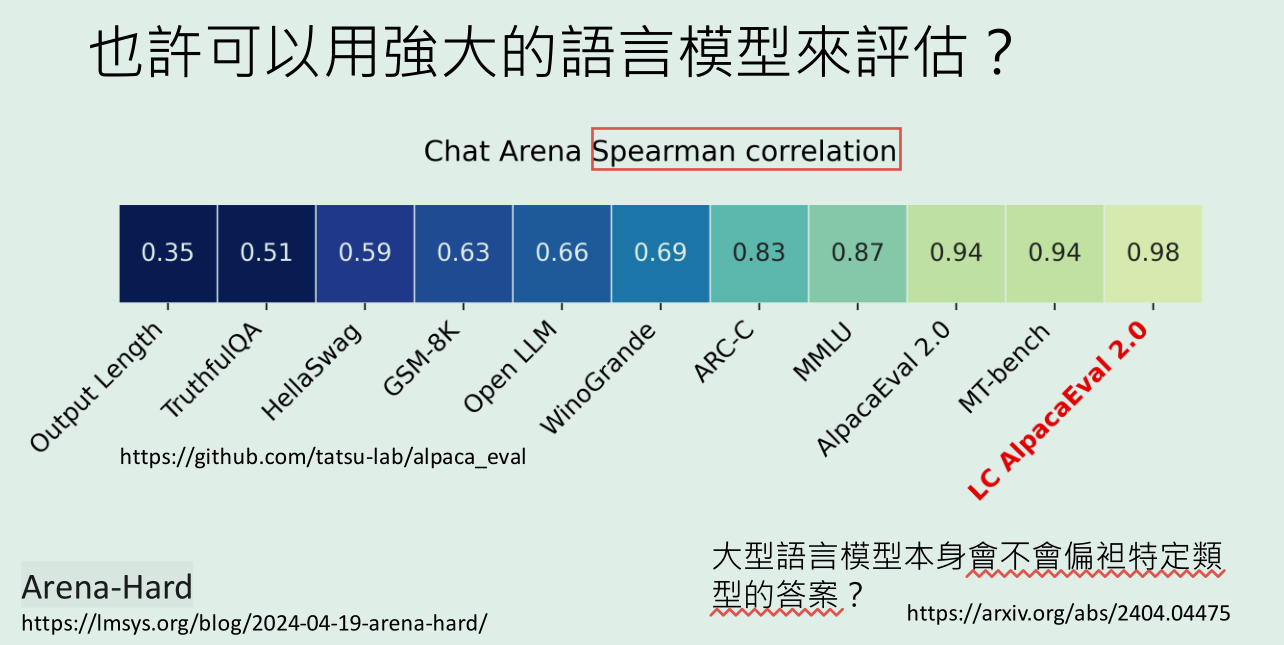 也許可以用強大的語言模型來評估？
Chat Arena Spearman correlation
0.35 0.51 0.59 0.63 0.66 0.69 0.83 0.87 0.94 0.94 0.98
Output Length
TruthfulQA
HellaSwag
GSM-8K
Open LLM
WinoGrande
ARC-C
MMLU
AlpacaEval 2.0
MT-bench
LC AlpacaEval 2.0
https://github.com/tatsu-lab/alpaca_eval
大型語言模型本身會不會偏袒特定類
型的答案？
https://arxiv.org/abs/2404.04475
Arena-Hard
https://lmsys.org/blog/2024-04-19-arena-hard/